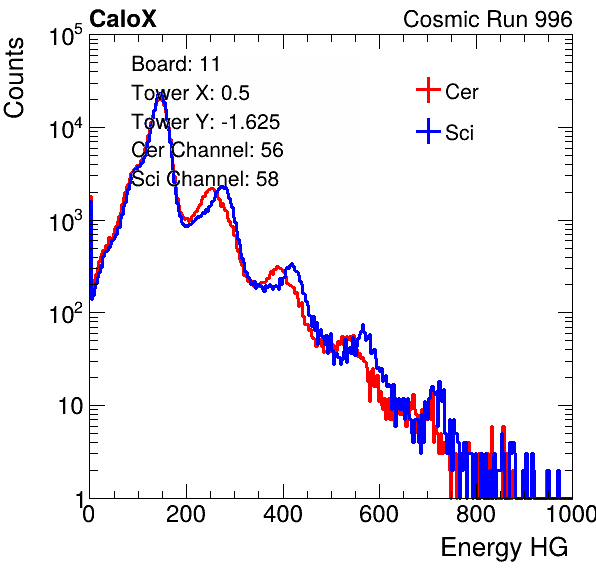 CaloX Cosmic Run 996
Counts
10^5
10^4
10^3
10^2
10
1
Board: 11
Tower X: 0.5
Tower Y: -1.625
Cer Channel: 56
Sci Channel: 58
Cer
Sci
0 200 400 600 800 1000
Energy HG